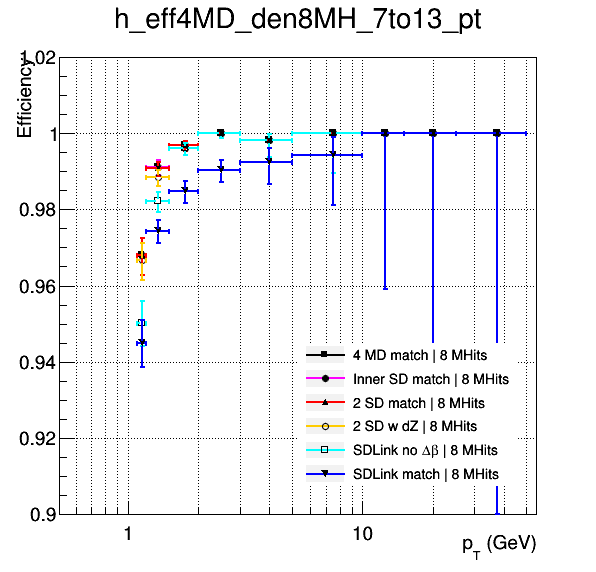 h_eff4MD_den8MH_7to13_pt
Efficiency
1.02
1
0.98
0.96
0.94
0.92
0.9
4 MD match | 8 MHits
Inner SD match | 8 MHits
2 SD match | 8 MHits
2 SD w dZ | 8 MHits
SDLink no Δβ | 8 MHits
SDLink match | 8 MHits
1
10
p_T (GeV)